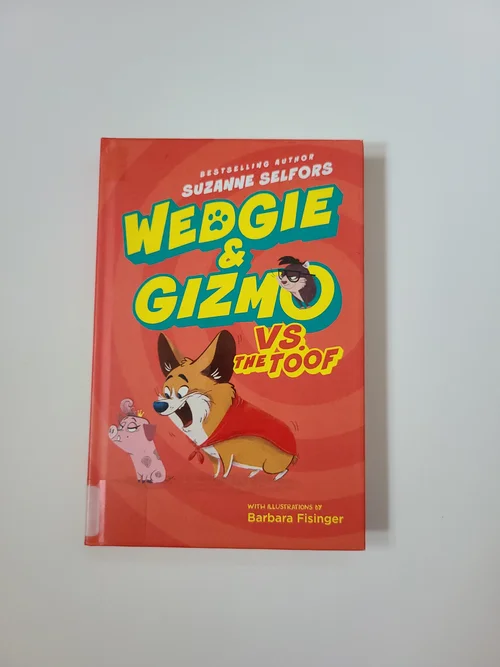 BESTSELLING AUTHOR
SUZANNE SELFORS
WEDGIE
&
GIZMO
VS.
THE TOOF
WITH ILLUSTRATIONS BY
Barbara Fisinger